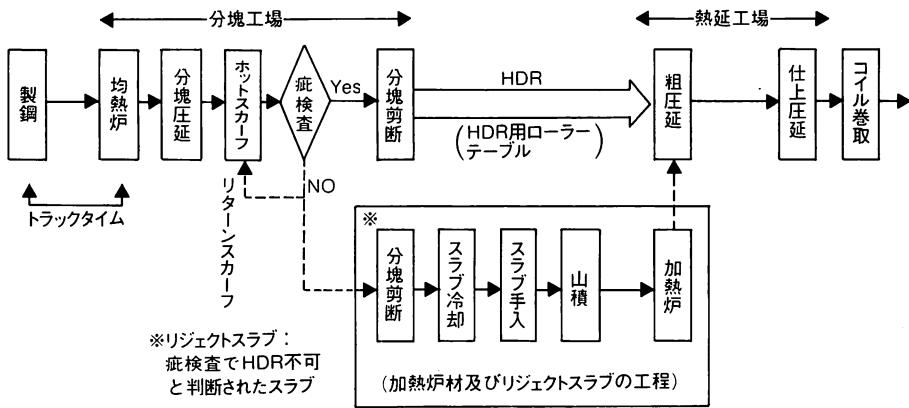 分塊工場
熱延工場
製鋼
均熱炉
分塊圧延
ホットスカーフ
疵検査
Yes
分塊剪断
HDR
(HDR用ローラー
テーブル)
粗圧延
仕上圧延
コイル巻取
NO
トラックタイム
リターンスカーフ
※
分塊剪断
スラブ冷却
スラブ手入
山積
加熱炉
(加熱炉材及びリジェクトスラブの工程)
※リジェクトスラブ:
疵検査でHDR不可
と判断されたスラブ